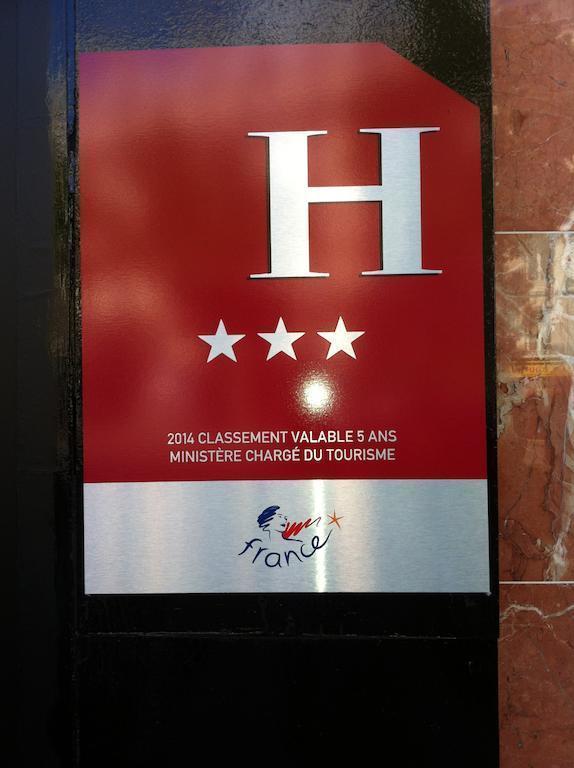 H
2014 CLASSEMENT VALABLE 5 ANS
MINISTÈRE CHARGÉ DU TOURISME
france